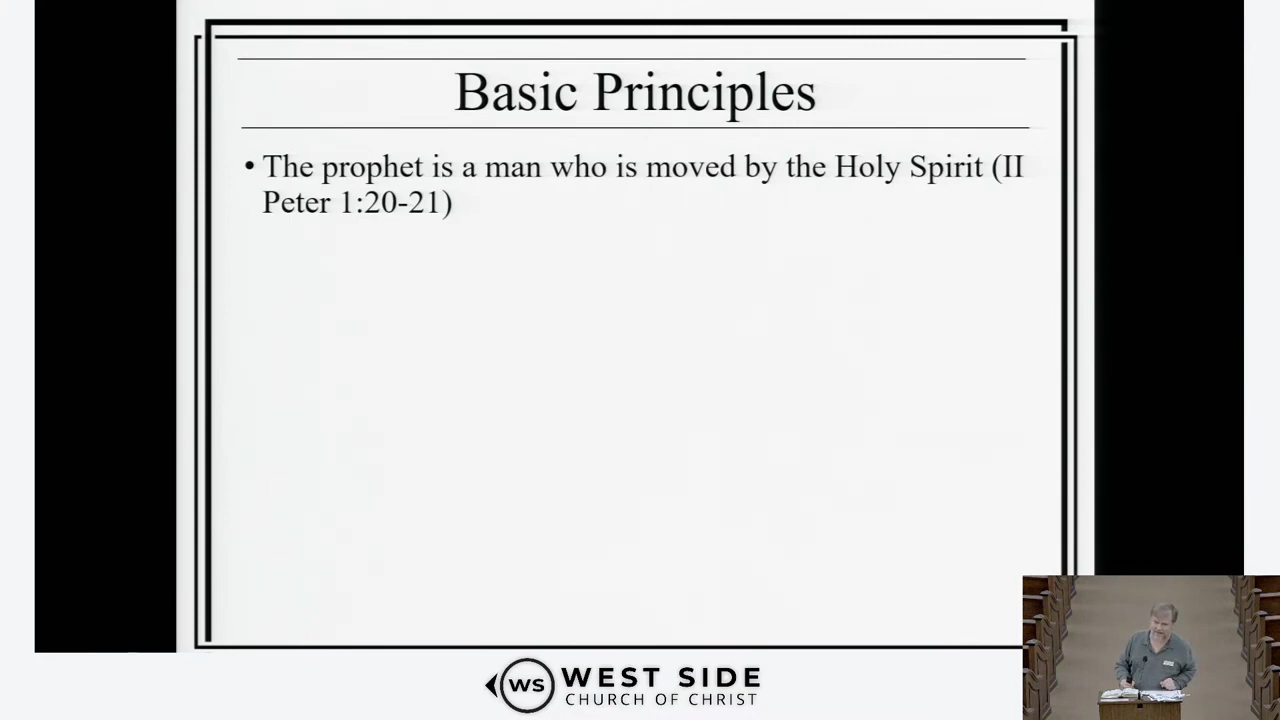 Basic Principles
• The prophet is a man who is moved by the Holy Spirit (II
Peter 1:20-21)
WS
WEST SIDE
CHURCH OF CHRIST